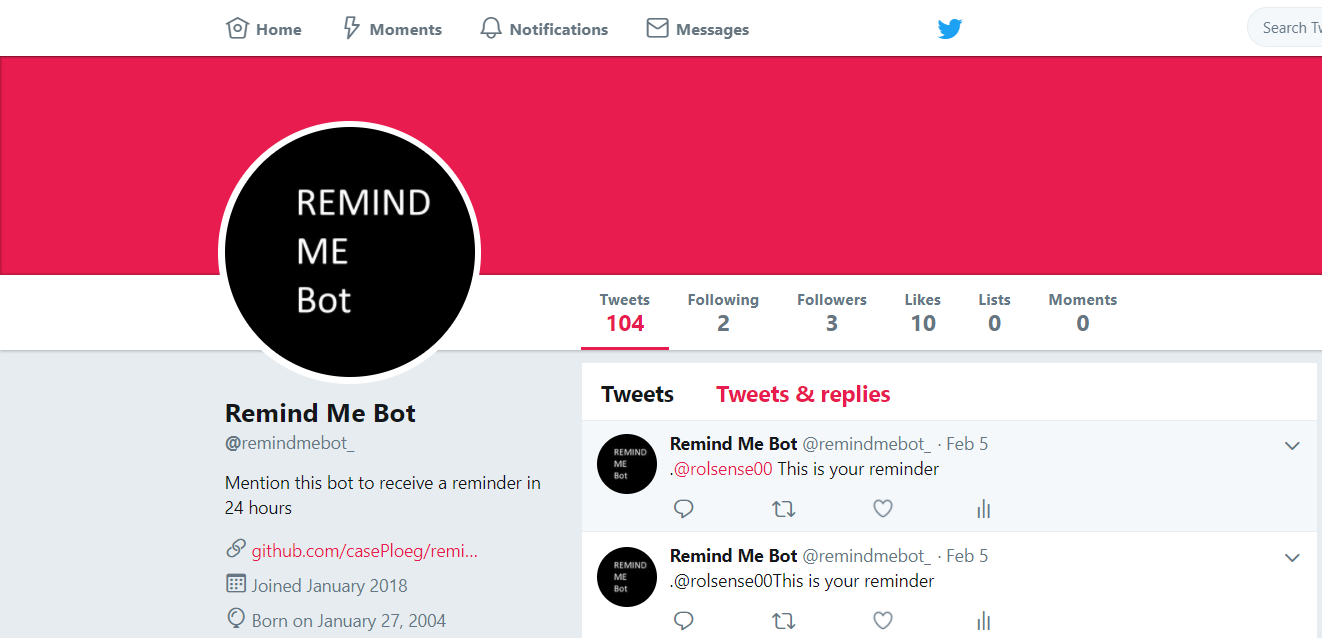 Home Moments Notifications Messages Search Tw
REMIND
ME
Bot
Tweets Following Followers Likes Lists Moments
104 2 3 10 0 0
Remind Me Bot
@remindmebot_
Mention this bot to receive a reminder in
24 hours
github.com/casePloeg/remi...
Joined January 2018
Born on January 27, 2004
Tweets Tweets & replies
REMIND
ME
Bot
Remind Me Bot @remindmebot_ · Feb 5
.@rolsense00 This is your reminder
REMIND
ME
Bot
Remind Me Bot @remindmebot_ · Feb 5
.@rolsense00This is your reminder